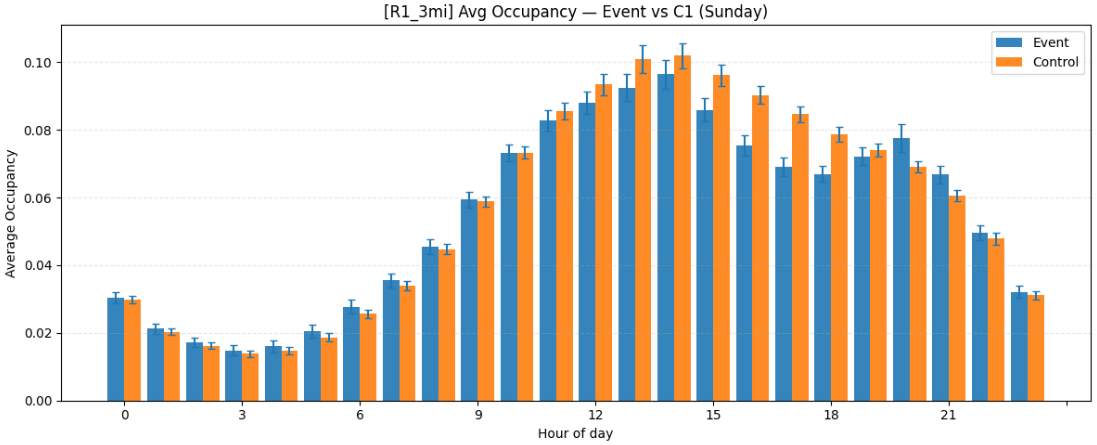 [R1_3mi] Avg Occupancy — Event vs C1 (Sunday)
Event
Control
Average Occupancy
0.10
0.08
0.06
0.04
0.02
0.00
0 3 6 9 12 15 18 21
Hour of day